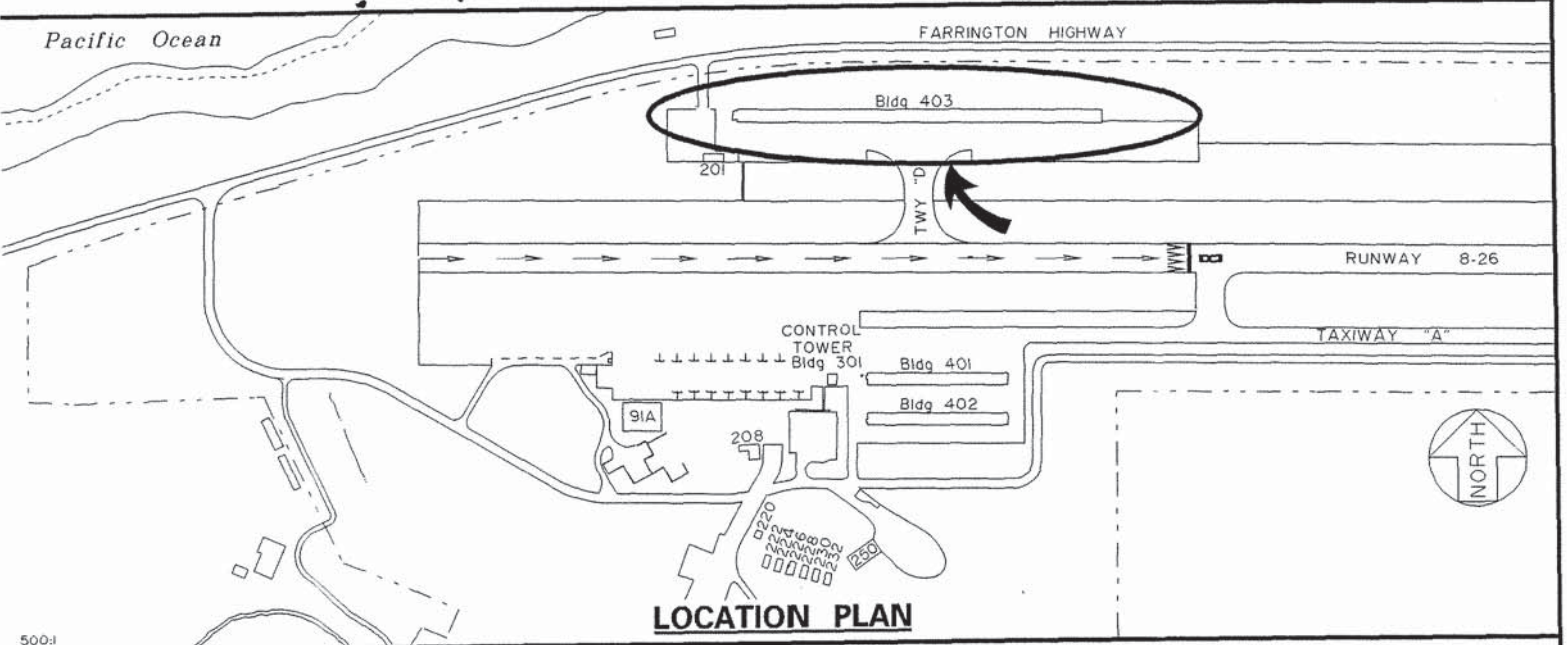 Pacific Ocean
FARRINGTON HIGHWAY
Bldg 403
201
TWY "D
RUNWAY 8-26
TAXIWAY "A"
CONTROL
TOWER
Bldg 301
Bldg 401
Bldg 402
91A
208
NORTH
220
222
224
226
228
230
232
250
LOCATION PLAN
500:1